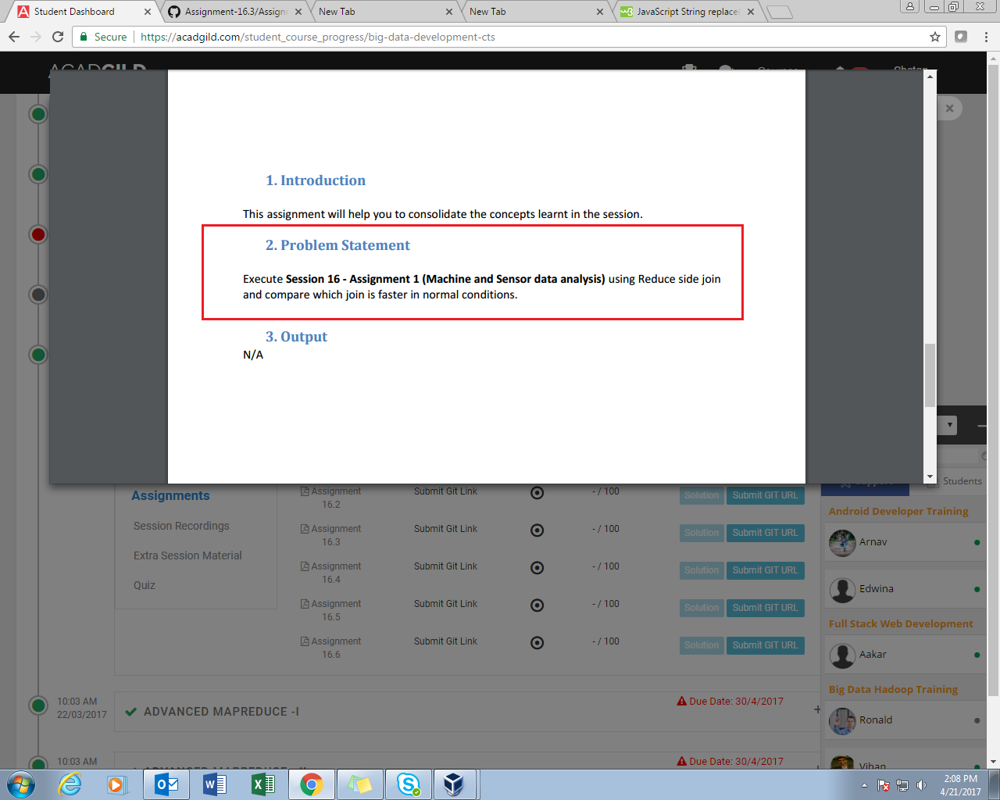 Student Dashboard
Assignment-16.3/Assign
New Tab
New Tab
JavaScript String replace
Secure
https://acadgild.com/student_course_progress/big-data-development-cts
1. Introduction
This assignment will help you to consolidate the concepts learnt in the session.
2. Problem Statement
Execute Session 16 - Assignment 1 (Machine and Sensor data analysis) using Reduce side join
and compare which join is faster in normal conditions.
3. Output
N/A
Assignments
Session Recordings
Extra Session Material
Quiz
Assignment 16.2 Submit Git Link - / 100 Solution Submit GIT URL
Assignment 16.3 Submit Git Link - / 100 Solution Submit GIT URL
Assignment 16.4 Submit Git Link - / 100 Solution Submit GIT URL
Assignment 16.5 Submit Git Link - / 100 Solution Submit GIT URL
Assignment 16.6 Submit Git Link - / 100 Solution Submit GIT URL
Students
Android Developer Training
Arnav
Edwina
Full Stack Web Development
Aakar
Big Data Hadoop Training
Ronald
Vihan
10:03 AM
22/03/2017
ADVANCED MAPREDUCE -I
Due Date: 30/4/2017
10:03 AM
Due Date: 30/4/2017
2:08 PM
4/21/2017